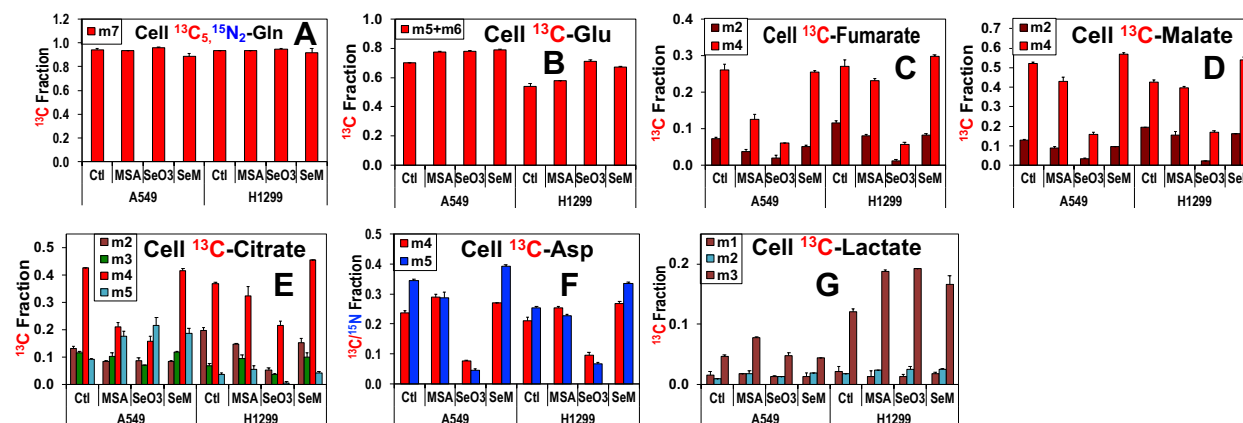 Cell ¹³C₅,¹⁵N₂-Gln
A
m7
¹³C Fraction
1.2
1.0
0.8
0.6
0.4
0.2
0.0
Ctl MSA SeO3 SeM Ctl MSA SeO3 SeM
A549 H1299
Cell ¹³C-Glu
B
m5+m6
¹³C Fraction
1.0
0.8
0.6
0.4
0.2
0.0
Ctl MSA SeO3 SeM Ctl MSA SeO3 SeM
A549 H1299
Cell ¹³C-Fumarate
C
m2
m4
¹³C Fraction
0.4
0.3
0.2
0.1
0.0
Ctl MSA SeO3 SeM Ctl MSA SeO3 SeM
A549 H1299
Cell ¹³C-Malate
D
m2
m4
¹³C Fraction
0.7
0.6
0.5
0.4
0.3
0.2
0.1
0.0
Ctl MSA SeO3 SeM Ctl MSA SeO3 SeM
A549 H1299
Cell ¹³C-Citrate
E
m2
m3
m4
m5
¹³C Fraction
0.5
0.4
0.3
0.2
0.1
0.0
Ctl MSA SeO3 SeM Ctl MSA SeO3 SeM
A549 H1299
Cell ¹³C-Asp
F
m4
m5
¹³C/¹⁵N Fraction
0.5
0.4
0.3
0.2
0.1
0.0
Ctl MSA SeO3 SeM Ctl MSA SeO3 SeM
A549 H1299
Cell ¹³C-Lactate
G
m1
m2
m3
¹³C Fraction
0.2
0.1
0.0
Ctl MSA SeO3 SeM Ctl MSA SeO3 SeM
A549 H1299